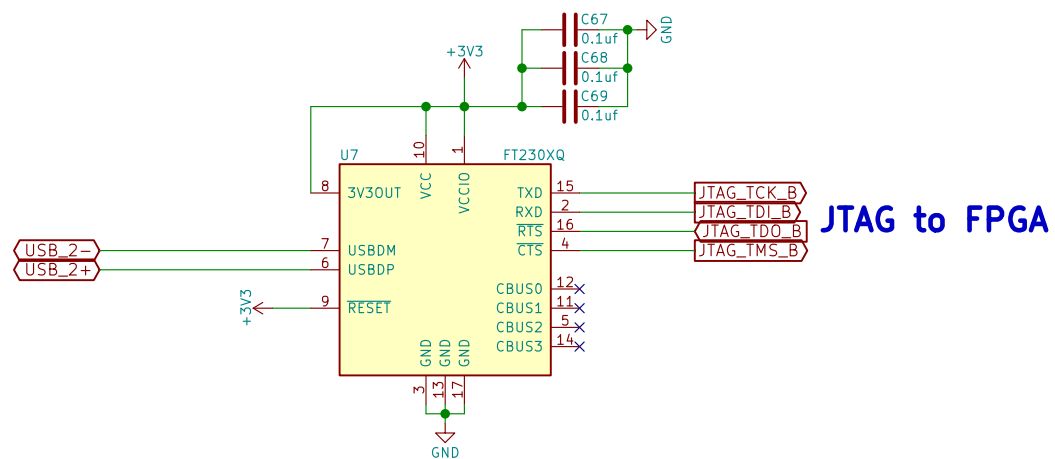 C67
0.1uf
GND
C68
0.1uf
C69
0.1uf
+3V3
U7
FT230XQ
10
1
VCC
VCCIO
8
3V3OUT
TXD
15
JTAG_TCK_B
RXD
2
JTAG_TDI_B
JTAG to FPGA
RTS
16
JTAG_TDO_B
USB_2-
7
USBDM
CTS
4
JTAG_TMS_B
USB_2+
6
USBDP
CBUS0
12
+3V3
9
RESET
CBUS1
11
CBUS2
5
CBUS3
14
GND
GND
GND
3
13
17
GND